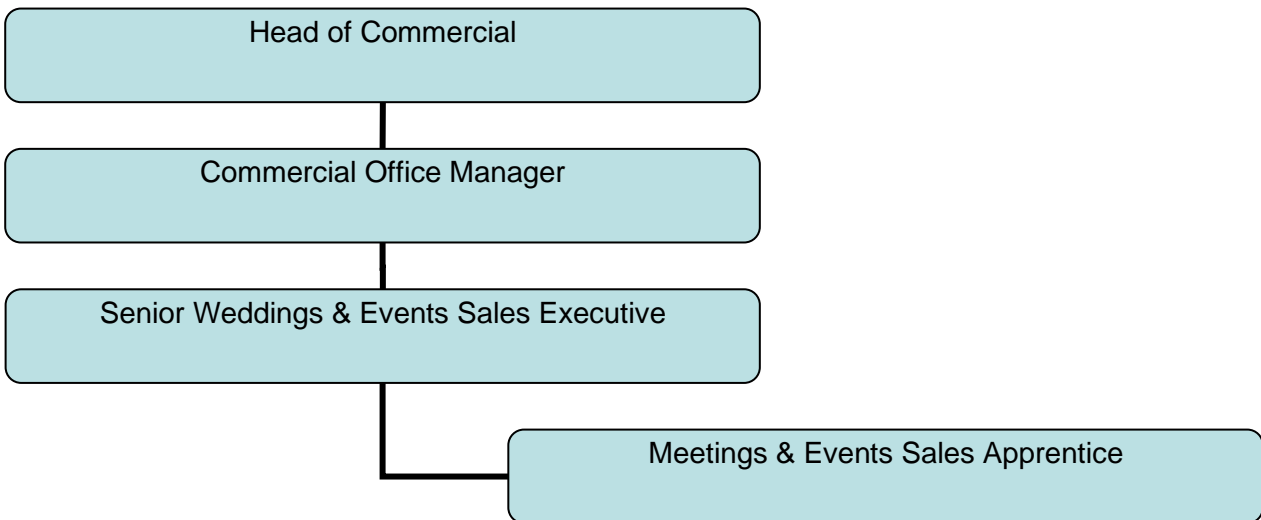 Head of Commercial
Commercial Office Manager
Senior Weddings & Events Sales Executive
Meetings & Events Sales Apprentice